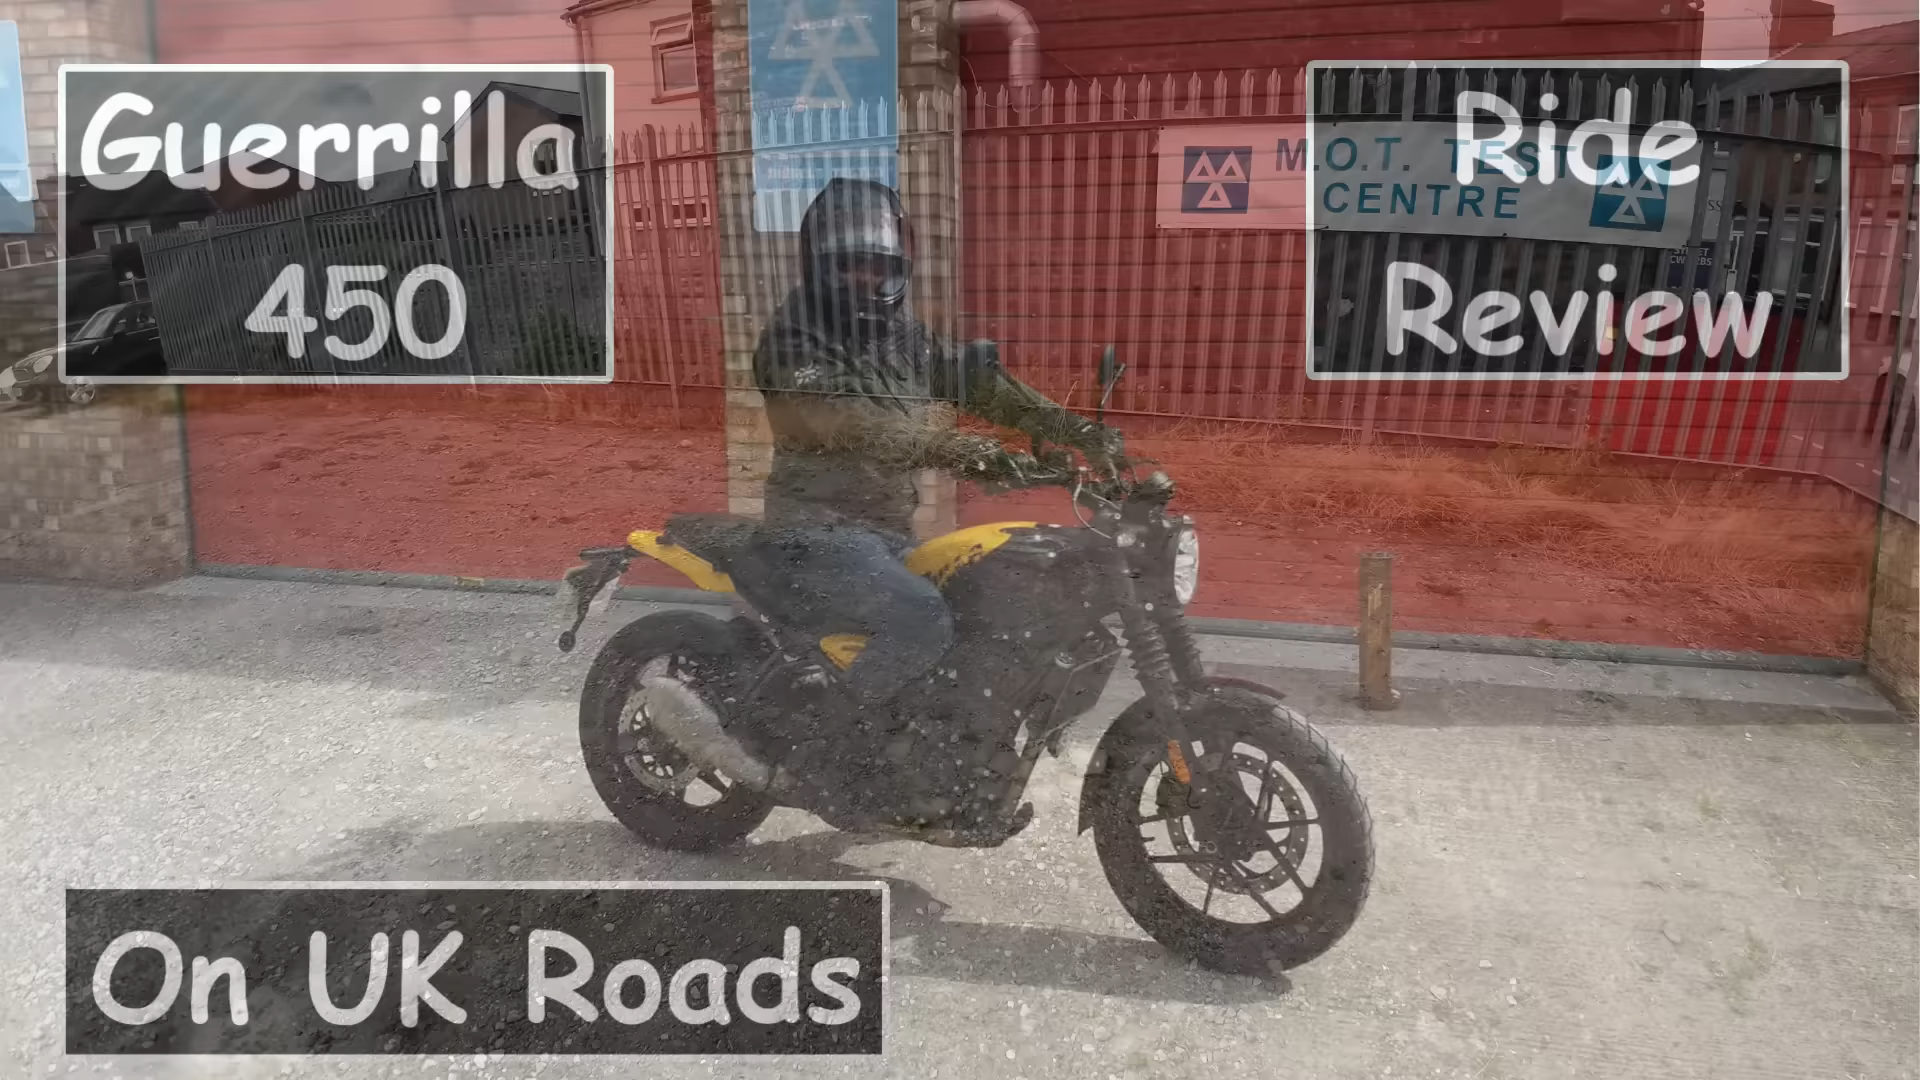 Guerrilla
450
Ride
Review
M.O.T. TEST
CENTRE
On UK Roads